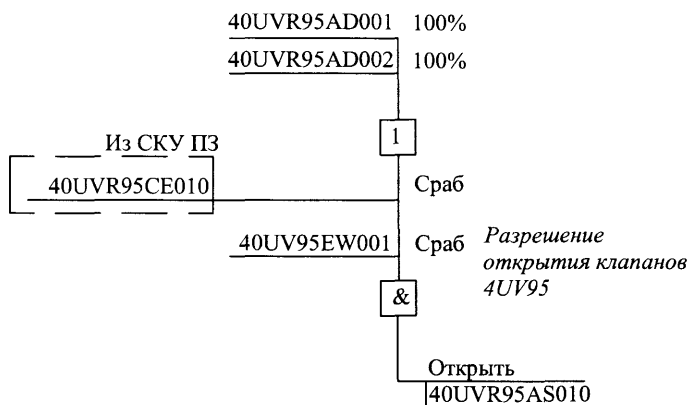 40UVR95AD001 100%
40UVR95AD002 100%
1
Из СКУ ПЗ
40UVR95CE010
Сраб
40UV95EW001 Сраб
Разрешение
открытия клапанов
4UV95
&
Открыть
40UVR95AS010